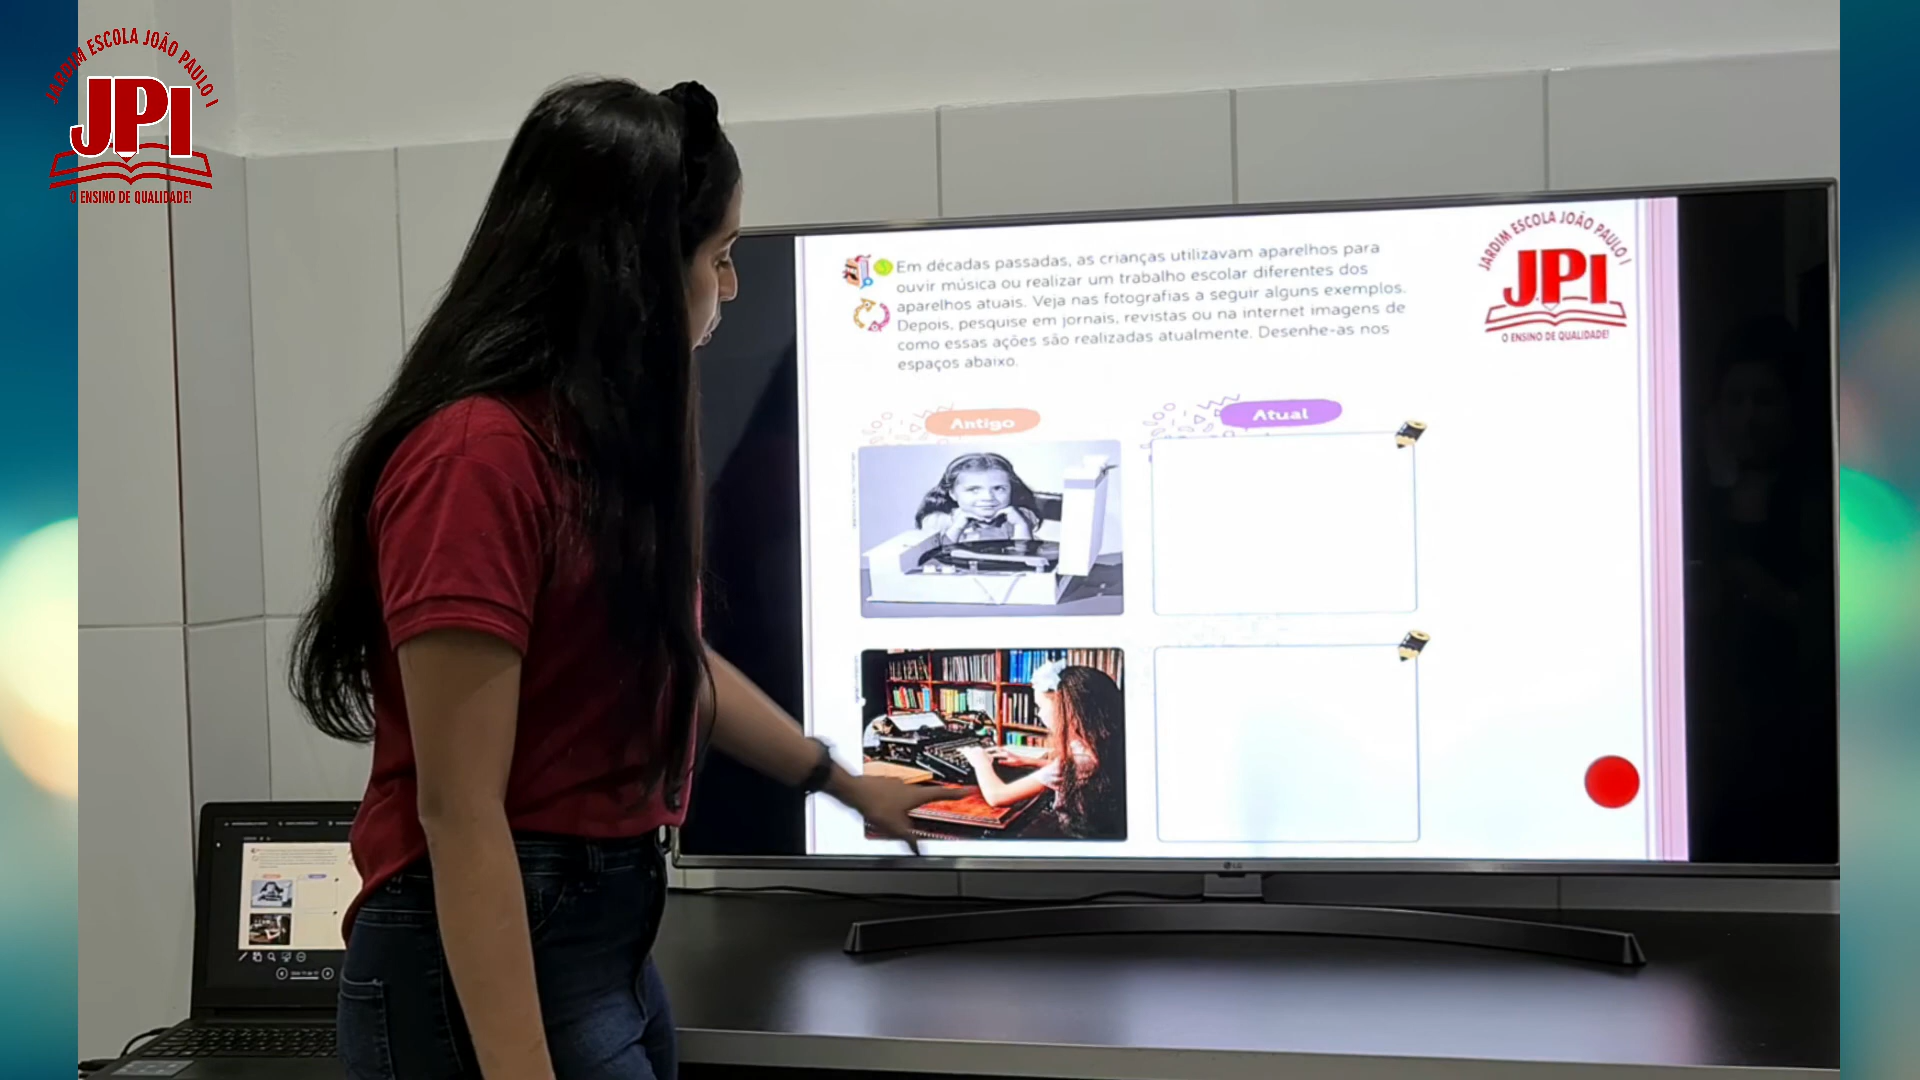 JARDIM ESCOLA JOÃO PAULO I
JPI
O ENSINO DE QUALIDADE!
Em décadas passadas, as crianças utilizavam aparelhos para
ouvir música ou realizar um trabalho escolar diferentes dos
aparelhos atuais. Veja nas fotografias a seguir alguns exemplos.
Depois, pesquise em jornais, revistas ou na internet imagens de
como essas ações são realizadas atualmente. Desenhe-as nos
espaços abaixo.
JARDIM ESCOLA JOÃO PAULO I
JPI
O ENSINO DE QUALIDADE!
Antigo
Atual
LG